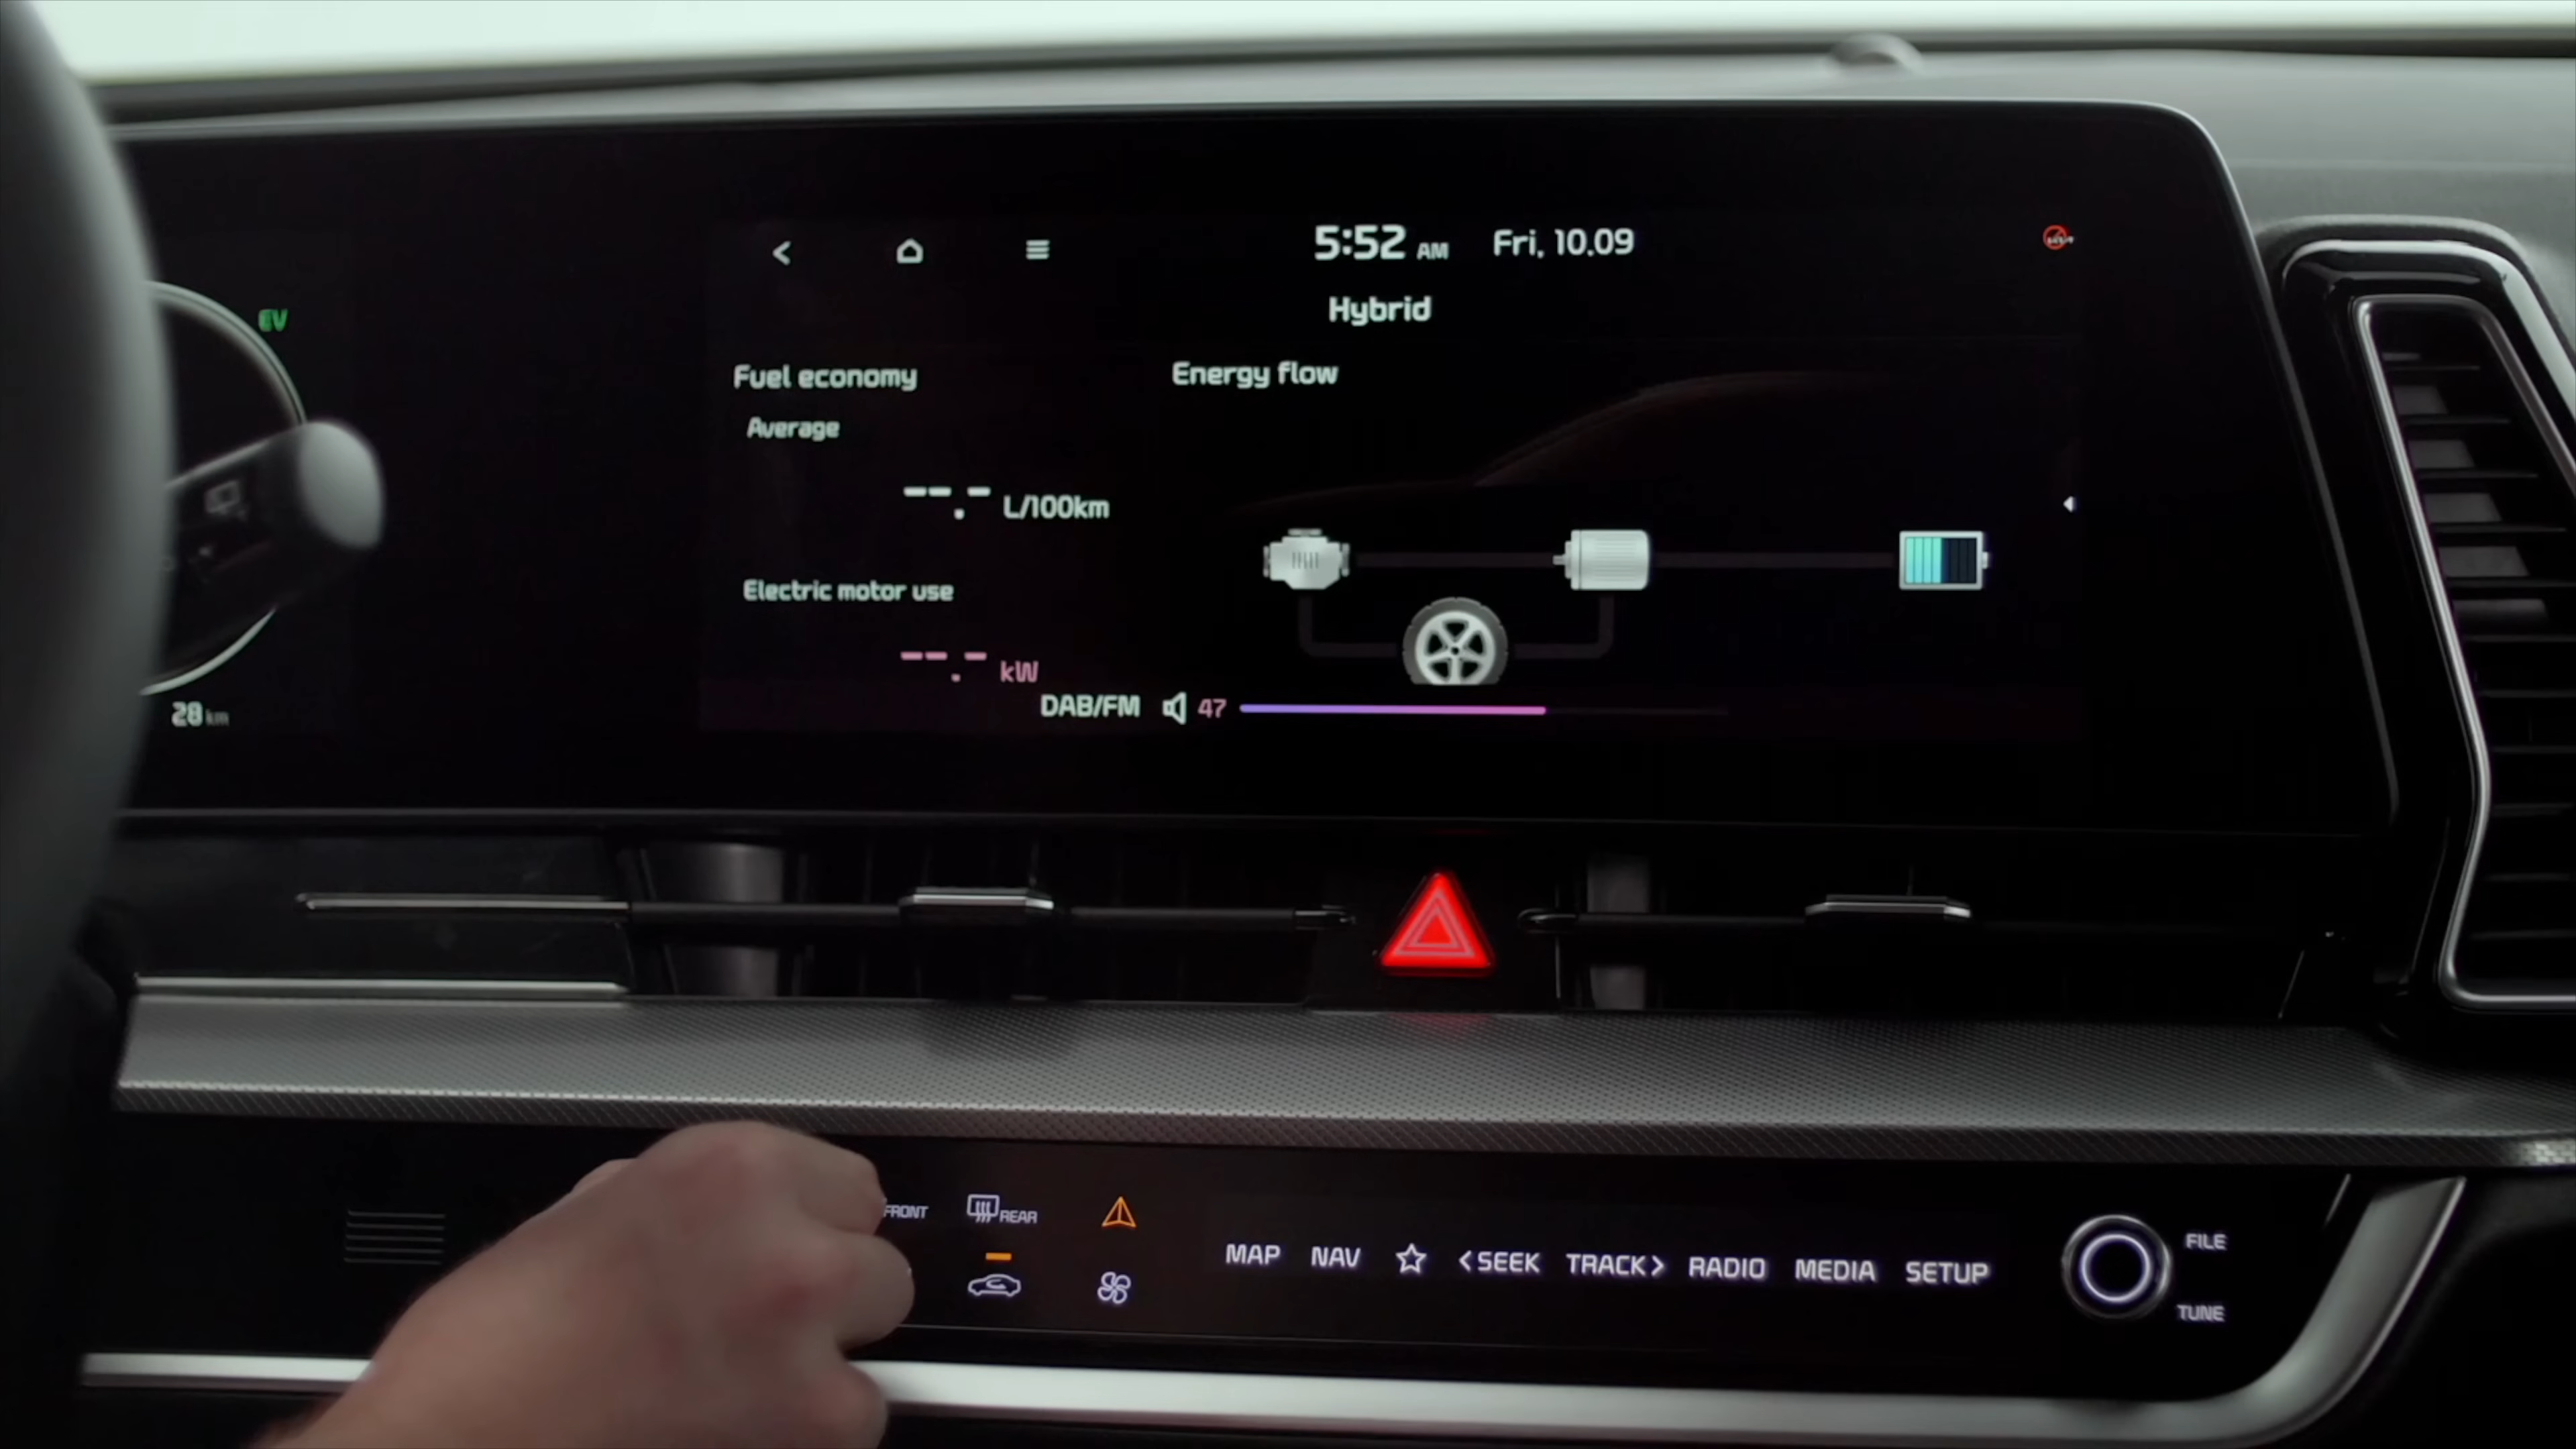 5:52 AM Fri, 10.09
Hybrid
EV
Fuel economy
Energy flow
Average
--.- L/100km
Electric motor use
--.- kW
DAB/FM 47
28 km
FRONT
REAR
MAP NAV <SEEK TRACK> RADIO MEDIA SETUP
FILE
TUNE